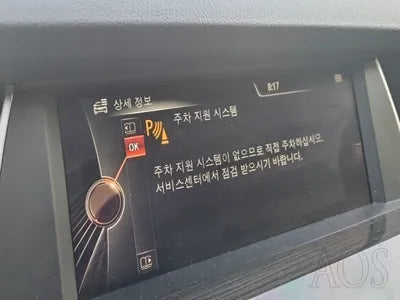 상세 정보
8:17
P
주차 지원 시스템
OK
주차 지원 시스템이 없으므로 직접 주차하십시오.
서비스센터에서 점검 받으시기 바랍니다.
AOS